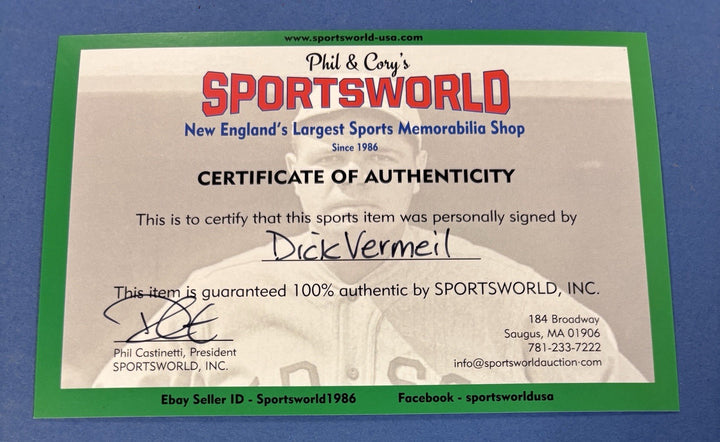 www.sportsworld-usa.com
Phil & Cory's
SPORTSWORLD
New England's Largest Sports Memorabilia Shop
Since 1986
CERTIFICATE OF AUTHENTICITY
This is to certify that this sports item was personally signed by
Dick Vermeil
This item is guaranteed 100% authentic by SPORTSWORLD, INC.
Phil Castinetti, President
SPORTSWORLD, INC.
184 Broadway
Saugus, MA 01906
781-233-7222
info@sportsworldauction.com
Ebay Seller ID - Sportsworld1986 Facebook - sportsworldusa